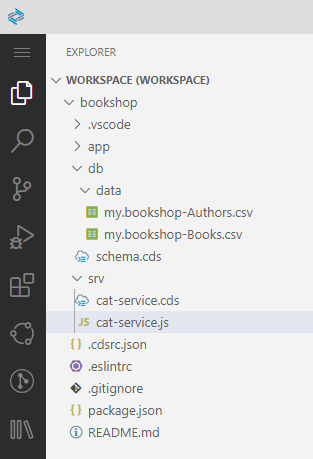 EXPLORER
WORKSPACE (WORKSPACE)
bookshop
.vscode
app
db
data
my.bookshop-Authors.csv
my.bookshop-Books.csv
schema.cds
srv
cat-service.cds
JS cat-service.js
{} .cdsrc.json
.eslintrc
.gitignore
{} package.json
README.md